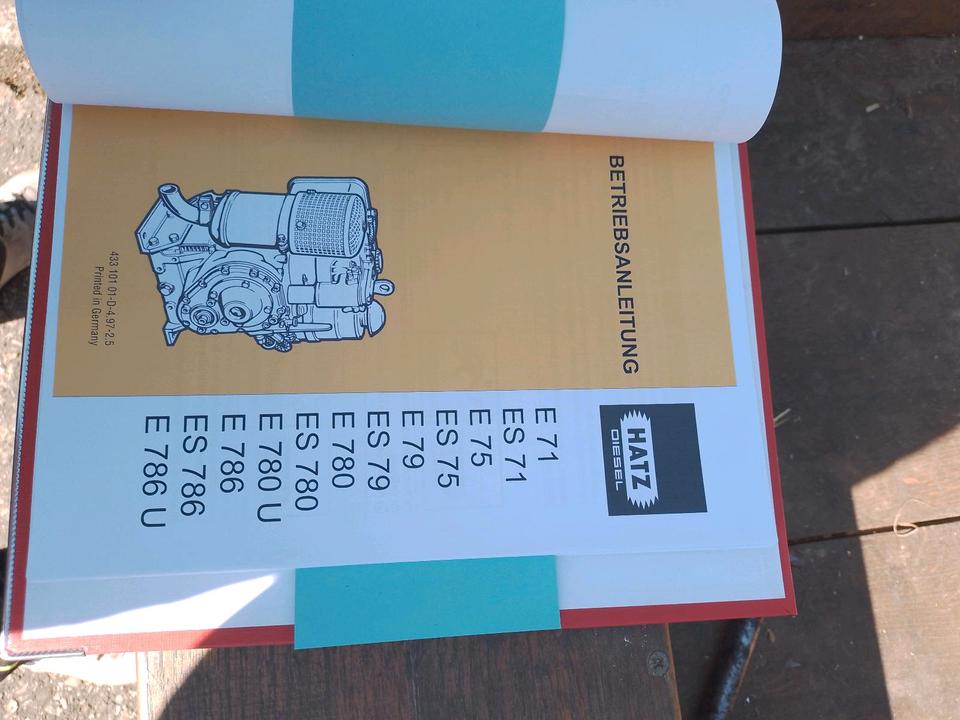 BETRIEBSANLEITUNG
HATZ
DIESEL
E 71
ES 71
E 75
ES 75
E 79
ES 79
E 780
ES 780
E 780 U
E 786
ES 786
E 786 U
433 101 01-D-4.97-2.5
Printed in Germany